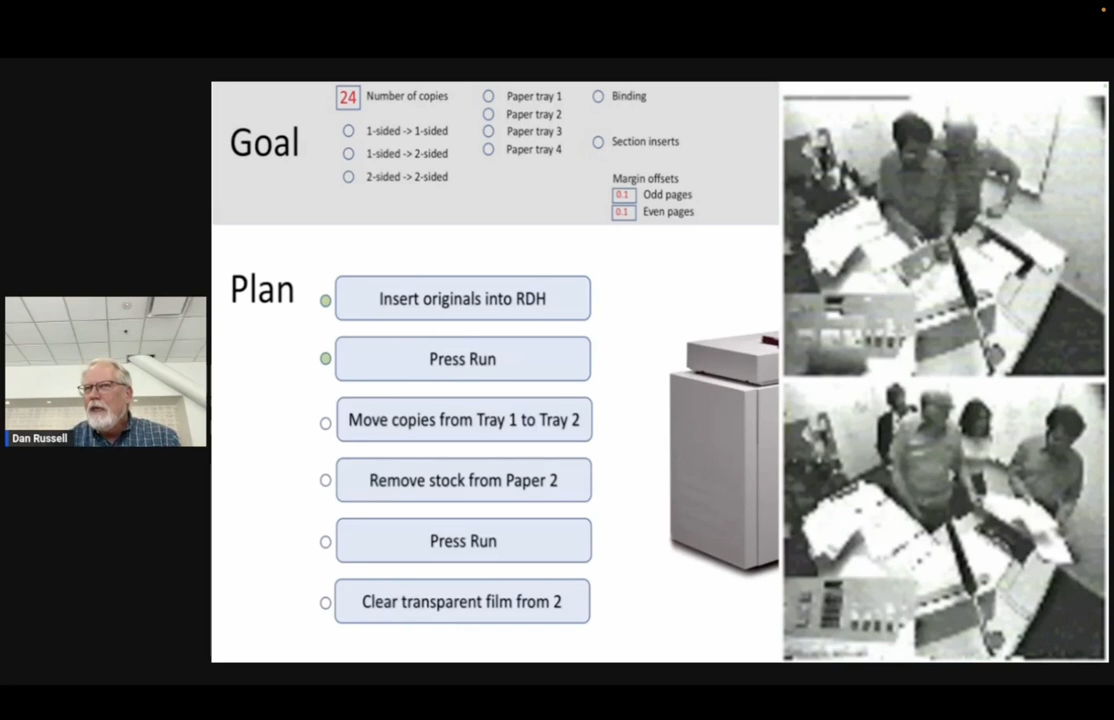 Goal
24 Number of copies
1-sided -> 1-sided
1-sided -> 2-sided
2-sided -> 2-sided
Paper tray 1
Paper tray 2
Paper tray 3
Paper tray 4
Binding
Section inserts
Margin offsets
0.1 Odd pages
0.1 Even pages
Plan
Insert originals into RDH
Press Run
Move copies from Tray 1 to Tray 2
Remove stock from Paper 2
Press Run
Clear transparent film from 2
Dan Russell